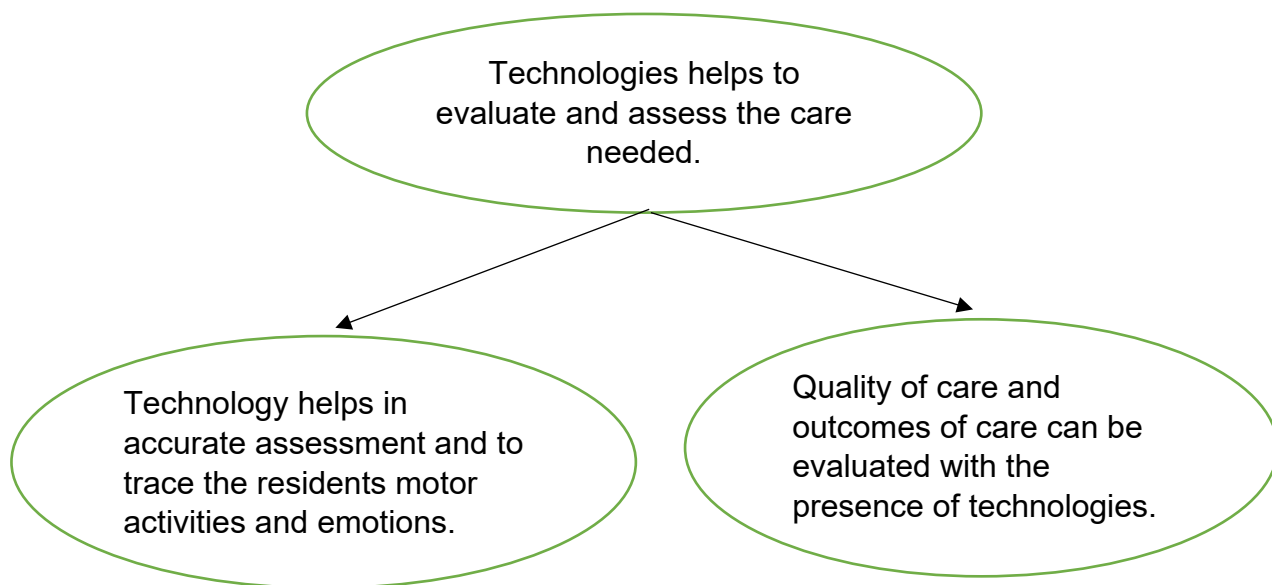 Technologies helps to
evaluate and assess the care
needed.
Technology helps in
accurate assessment and to
trace the residents motor
activities and emotions.
Quality of care and
outcomes of care can be
evaluated with the
presence of technologies.